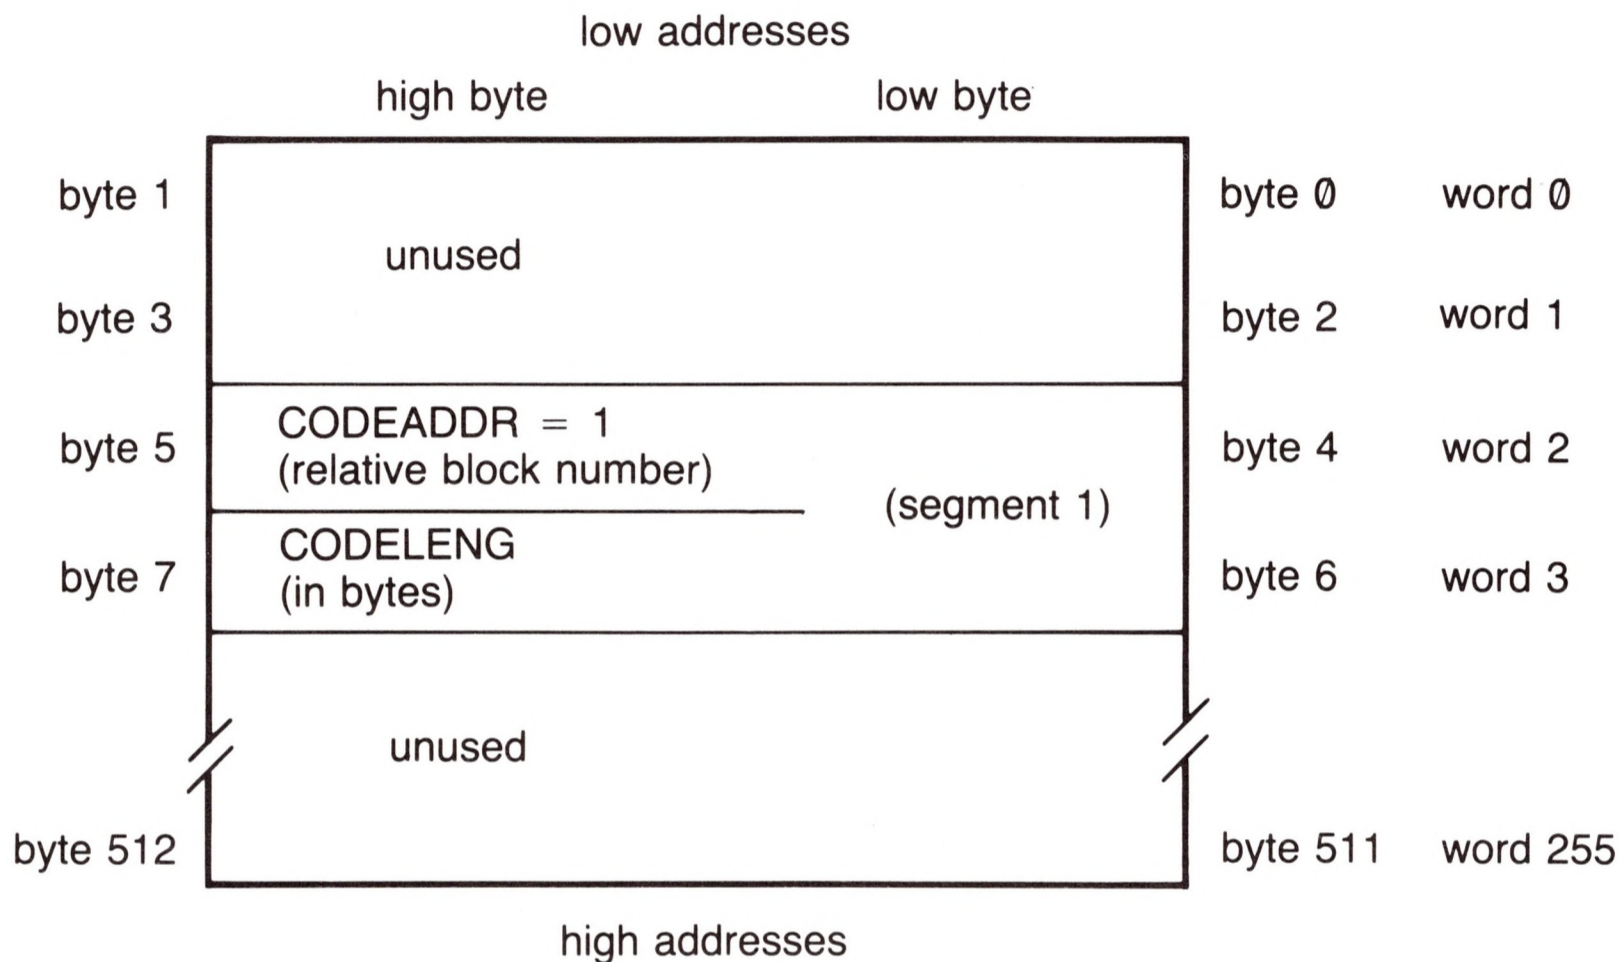 low addresses
high byte low byte
byte 1 byte 0 word 0
unused
byte 3 byte 2 word 1
CODEADDR = 1
byte 5 (relative block number) byte 4 word 2
(segment 1)
CODELENG
byte 7 (in bytes) byte 6 word 3
unused
byte 512 byte 511 word 255
high addresses